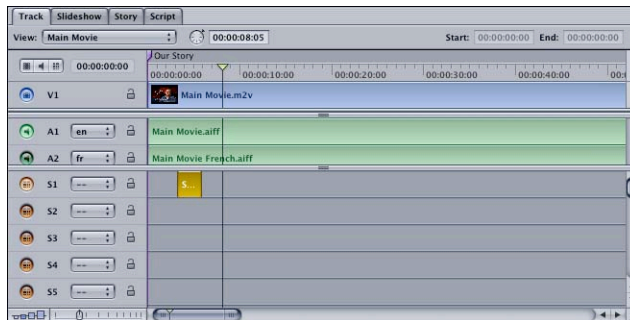 Track Slideshow Story Script
View: Main Movie 00:00:08:05 Start: 00:00:00:00 End: 00:00:00:00
Our Story
00:00:00:00 00:00:00:00 00:00:10:00 00:00:20:00 00:00:30:00 00:00:40:00 00:
V1 Main Movie.m2v
A1 en Main Movie.aiff
A2 fr Main Movie French.aiff
S1 -- S...
S2 --
S3 --
S4 --
S5 --